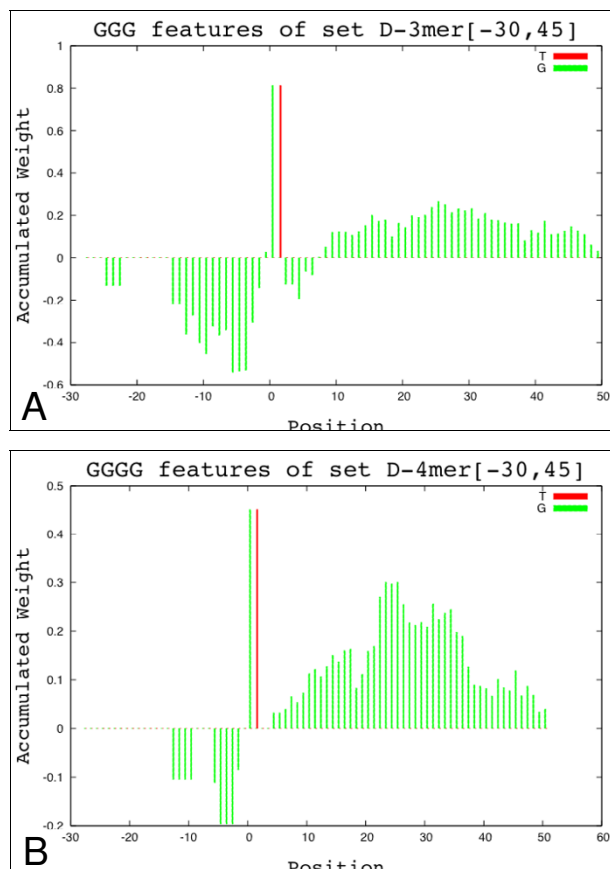 GGG features of set D-3mer[-30,45]
T
G
1
0.8
0.6
0.4
0.2
0
-0.2
-0.4
-0.6
Accumulated Weight
-30 -20 -10 0 10 20 30 40 50
Position
A
GGGG features of set D-4mer[-30,45]
T
G
0.5
0.4
0.3
0.2
0.1
0
-0.1
-0.2
Accumulated Weight
-30 -20 -10 0 10 20 30 40 50 60
Position
B